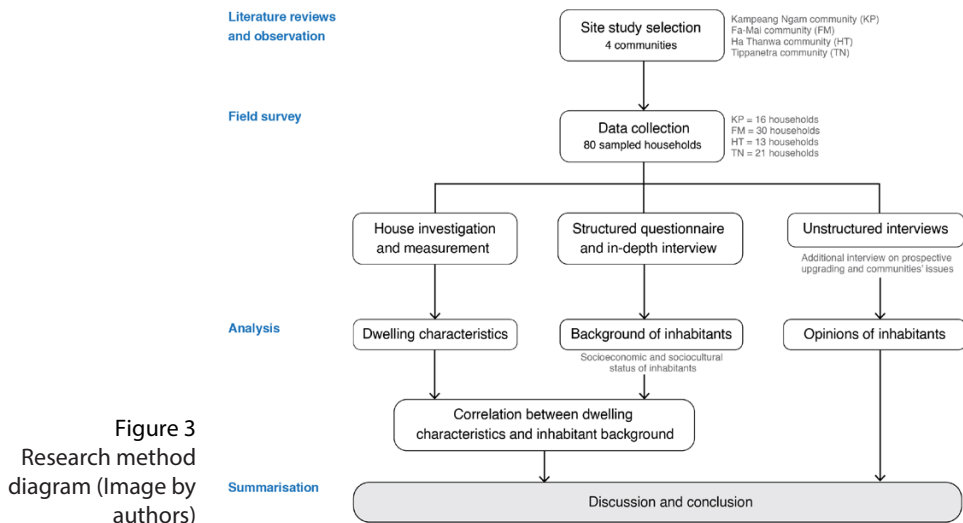 Literature reviews
and observation
Site study selection
4 communities
Kampeang Ngam community (KP)
Fa-Mai community (FM)
Ha Thanwa community (HT)
Tippanetra community (TN)
Field survey
Data collection
80 sampled households
KP = 16 households
FM = 30 households
HT = 13 households
TN = 21 households
House investigation
and measurement
Structured questionnaire
and in-depth interview
Unstructured interviews
Additional interview on prospective
upgrading and communities' issues
Analysis
Dwelling characteristics
Background of inhabitants
Socioeconomic and sociocultural
status of inhabitants
Opinions of inhabitants
Correlation between dwelling
characteristics and inhabitant background
Summarisation
Discussion and conclusion
Figure 3
Research method
diagram (Image by
authors)